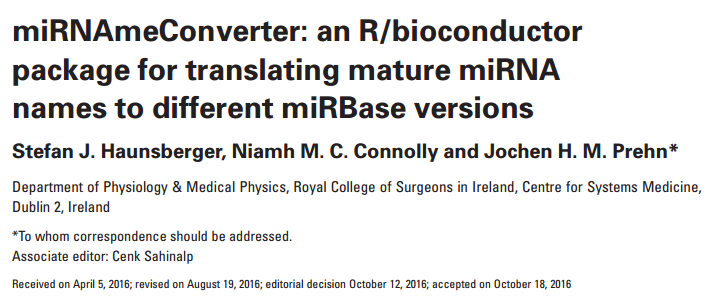 miRNAmeConverter: an R/bioconductor
package for translating mature miRNA
names to different miRBase versions
Stefan J. Haunsberger, Niamh M. C. Connolly and Jochen H. M. Prehn*
Department of Physiology & Medical Physics, Royal College of Surgeons in Ireland, Centre for Systems Medicine,
Dublin 2, Ireland
*To whom correspondence should be addressed.
Associate editor: Cenk Sahinalp
Received on April 5, 2016; revised on August 19, 2016; editorial decision October 12, 2016; accepted on October 18, 2016